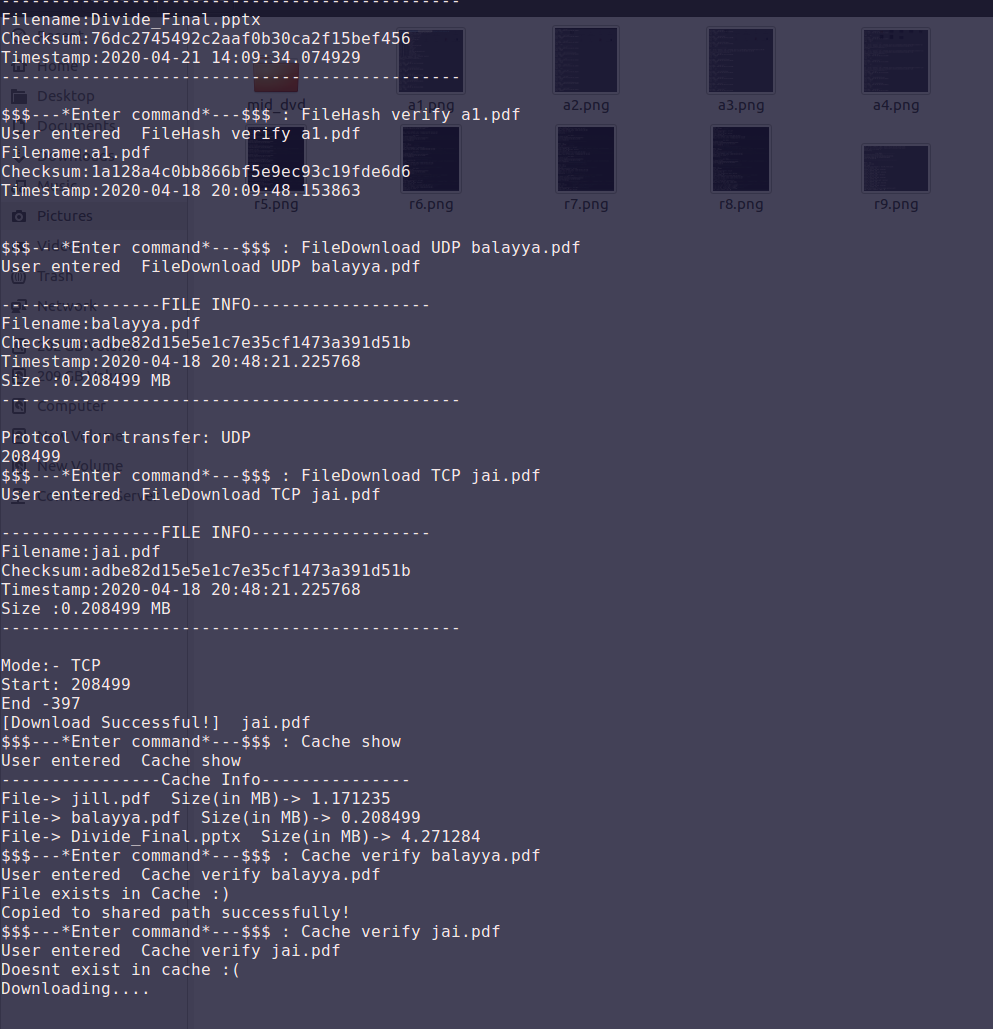 ----------------------------------------------
Filename:Divide_Final.pptx
Checksum:76dc2745492c2aaf0b30ca2f15bef456
Timestamp:2020-04-21 14:09:34.074929
----------------------------------------------
$$$---*Enter command*---$$$ : FileHash verify a1.pdf
User entered  FileHash verify a1.pdf
Filename:a1.pdf
Checksum:1a128a4c0bb866bf5e9ec93c19fde6d6
Timestamp:2020-04-18 20:09:48.153863
$$$---*Enter command*---$$$ : FileDownload UDP balayya.pdf
User entered  FileDownload UDP balayya.pdf
----------------FILE INFO------------------
Filename:balayya.pdf
Checksum:adbe82d15e5e1c7e35cf1473a391d51b
Timestamp:2020-04-18 20:48:21.225768
Size :0.208499 MB
----------------------------------------------
Protcol for transfer: UDP
208499
$$$---*Enter command*---$$$ : FileDownload TCP jai.pdf
User entered  FileDownload TCP jai.pdf
----------------FILE INFO------------------
Filename:jai.pdf
Checksum:adbe82d15e5e1c7e35cf1473a391d51b
Timestamp:2020-04-18 20:48:21.225768
Size :0.208499 MB
----------------------------------------------
Mode:- TCP
Start: 208499
End -397
[Download Successful!]  jai.pdf
$$$---*Enter command*---$$$ : Cache show
User entered  Cache show
----------------Cache Info---------------
File-> jill.pdf  Size(in MB)-> 1.171235
File-> balayya.pdf  Size(in MB)-> 0.208499
File-> Divide_Final.pptx  Size(in MB)-> 4.271284
$$$---*Enter command*---$$$ : Cache verify balayya.pdf
User entered  Cache verify balayya.pdf
File exists in Cache :)
Copied to shared path successfully!
$$$---*Enter command*---$$$ : Cache verify jai.pdf
User entered  Cache verify jai.pdf
Doesnt exist in cache :(
Downloading....
Home
Desktop
Pictures
Trash
Network
Computer
New Volume
mid_dvd
a1.png
a2.png
a3.png
a4.png
r5.png
r6.png
r7.png
r8.png
r9.png